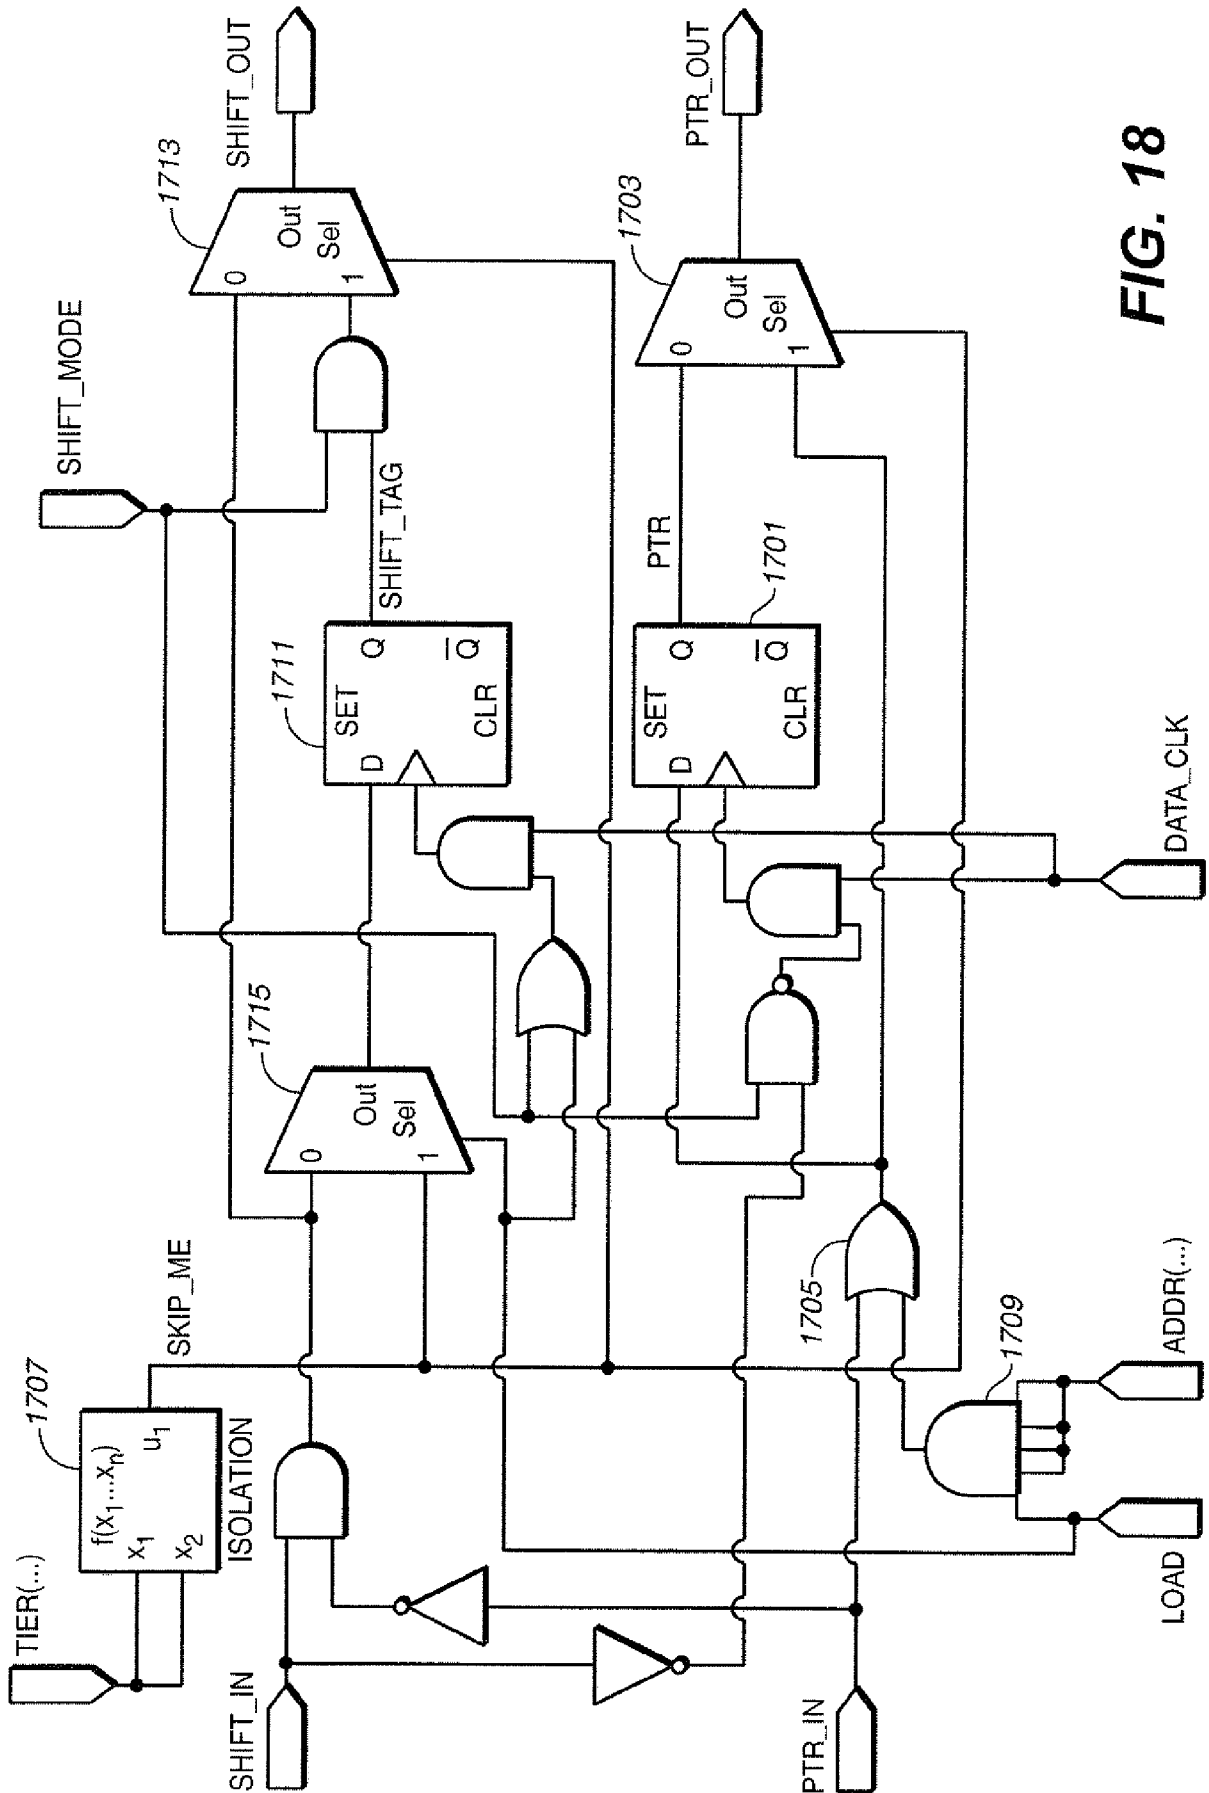 TIER(...)
1707
f(x1...xn)
x1
x2
u1
ISOLATION
SKIP_ME
SHIFT_IN
PTR_IN
LOAD
ADDR(...)
1709
1705
1715
0
1
Out
Sel
1711
SET
D
Q
Q
CLR
SHIFT_TAG
SHIFT_MODE
1713
0
1
Out
Sel
SHIFT_OUT
1701
SET
D
Q
Q
CLR
PTR
DATA_CLK
1703
0
1
Out
Sel
PTR_OUT
FIG. 18